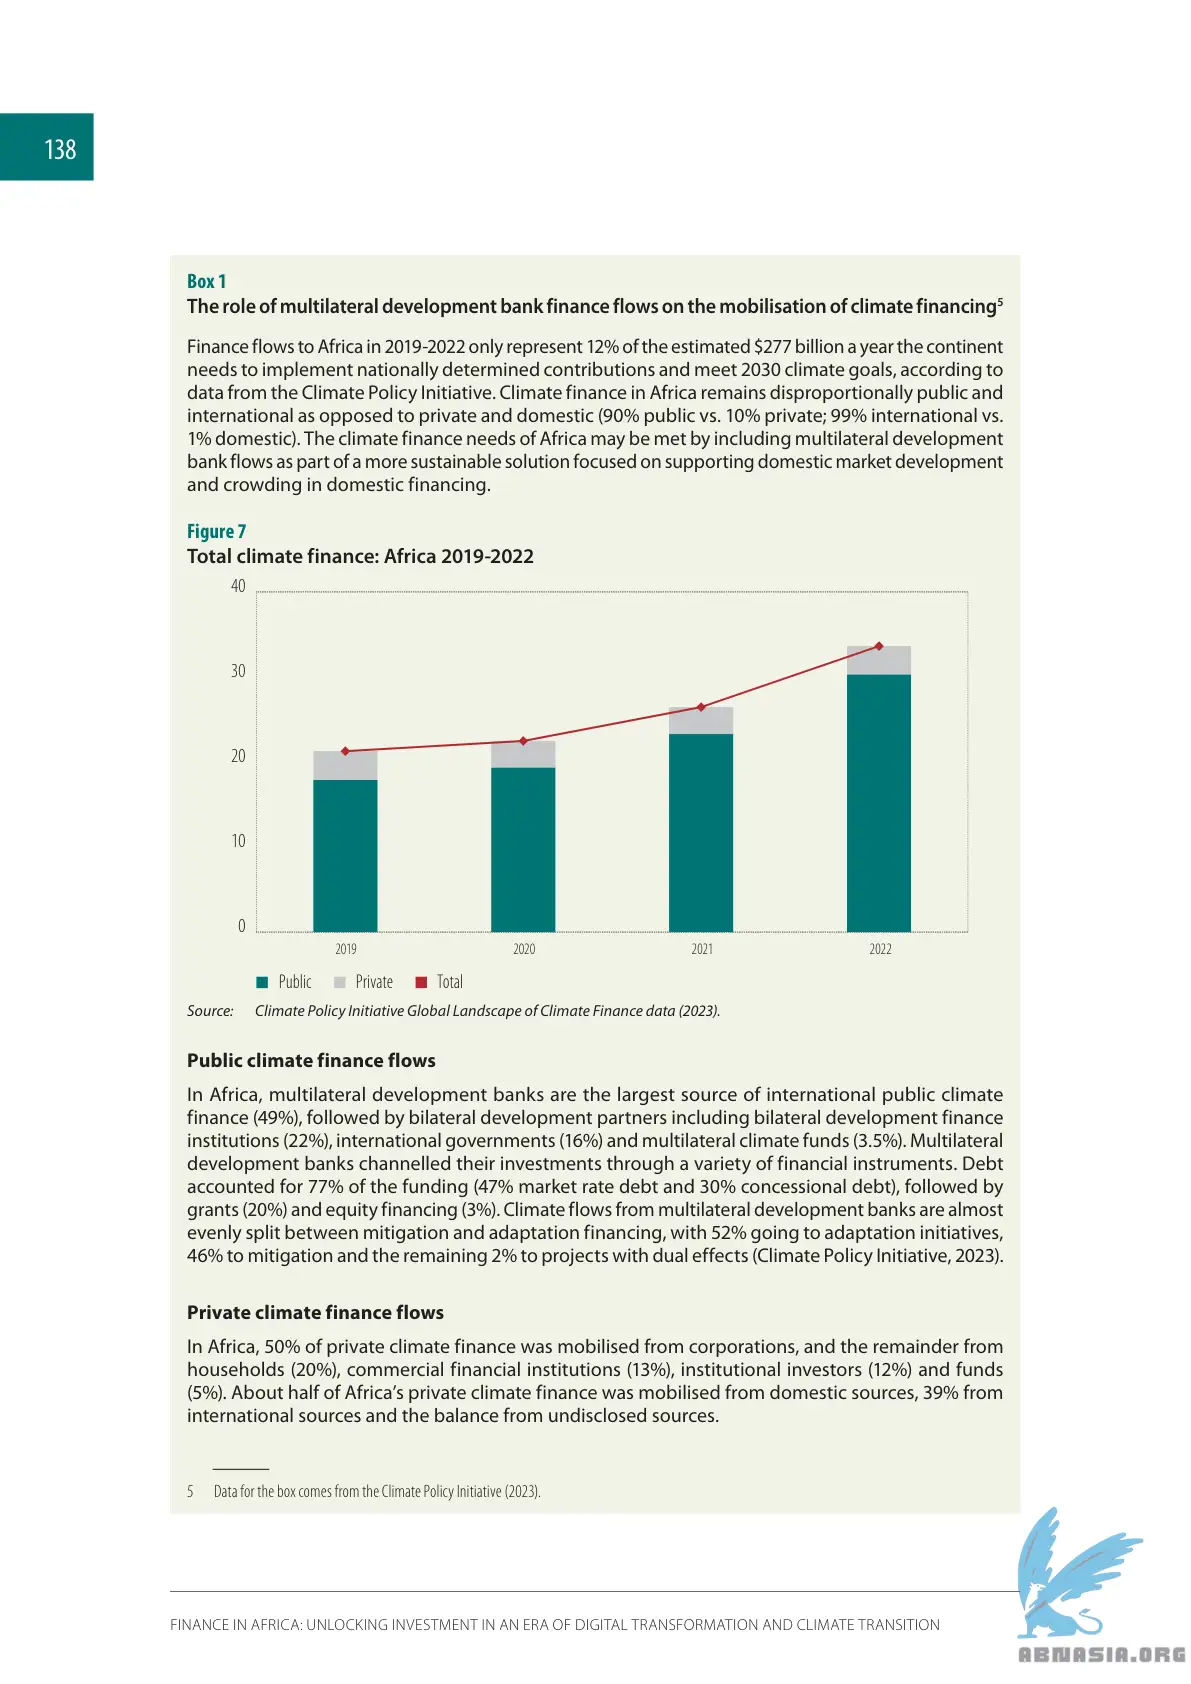 138
Box 1
The role of multilateral development bank finance flows on the mobilisation of climate financing5
Finance flows to Africa in 2019-2022 only represent 12% of the estimated $277 billion a year the continent
needs to implement nationally determined contributions and meet 2030 climate goals, according to
data from the Climate Policy Initiative. Climate finance in Africa remains disproportionally public and
international as opposed to private and domestic (90% public vs. 10% private; 99% international vs.
1% domestic). The climate finance needs of Africa may be met by including multilateral development
bank flows as part of a more sustainable solution focused on supporting domestic market development
and crowding in domestic financing.
Figure 7
Total climate finance: Africa 2019-2022
40
30
20
10
0
2019 2020 2021 2022
Public Private Total
Source: Climate Policy Initiative Global Landscape of Climate Finance data (2023).
Public climate finance flows
In Africa, multilateral development banks are the largest source of international public climate
finance (49%), followed by bilateral development partners including bilateral development finance
institutions (22%), international governments (16%) and multilateral climate funds (3.5%). Multilateral
development banks channelled their investments through a variety of financial instruments. Debt
accounted for 77% of the funding (47% market rate debt and 30% concessional debt), followed by
grants (20%) and equity financing (3%). Climate flows from multilateral development banks are almost
evenly split between mitigation and adaptation financing, with 52% going to adaptation initiatives,
46% to mitigation and the remaining 2% to projects with dual effects (Climate Policy Initiative, 2023).
Private climate finance flows
In Africa, 50% of private climate finance was mobilised from corporations, and the remainder from
households (20%), commercial financial institutions (13%), institutional investors (12%) and funds
(5%). About half of Africa's private climate finance was mobilised from domestic sources, 39% from
international sources and the balance from undisclosed sources.
5 Data for the box comes from the Climate Policy Initiative (2023).
FINANCE IN AFRICA: UNLOCKING INVESTMENT IN AN ERA OF DIGITAL TRANSFORMATION AND CLIMATE TRANSITION
ABNASIA.ORG